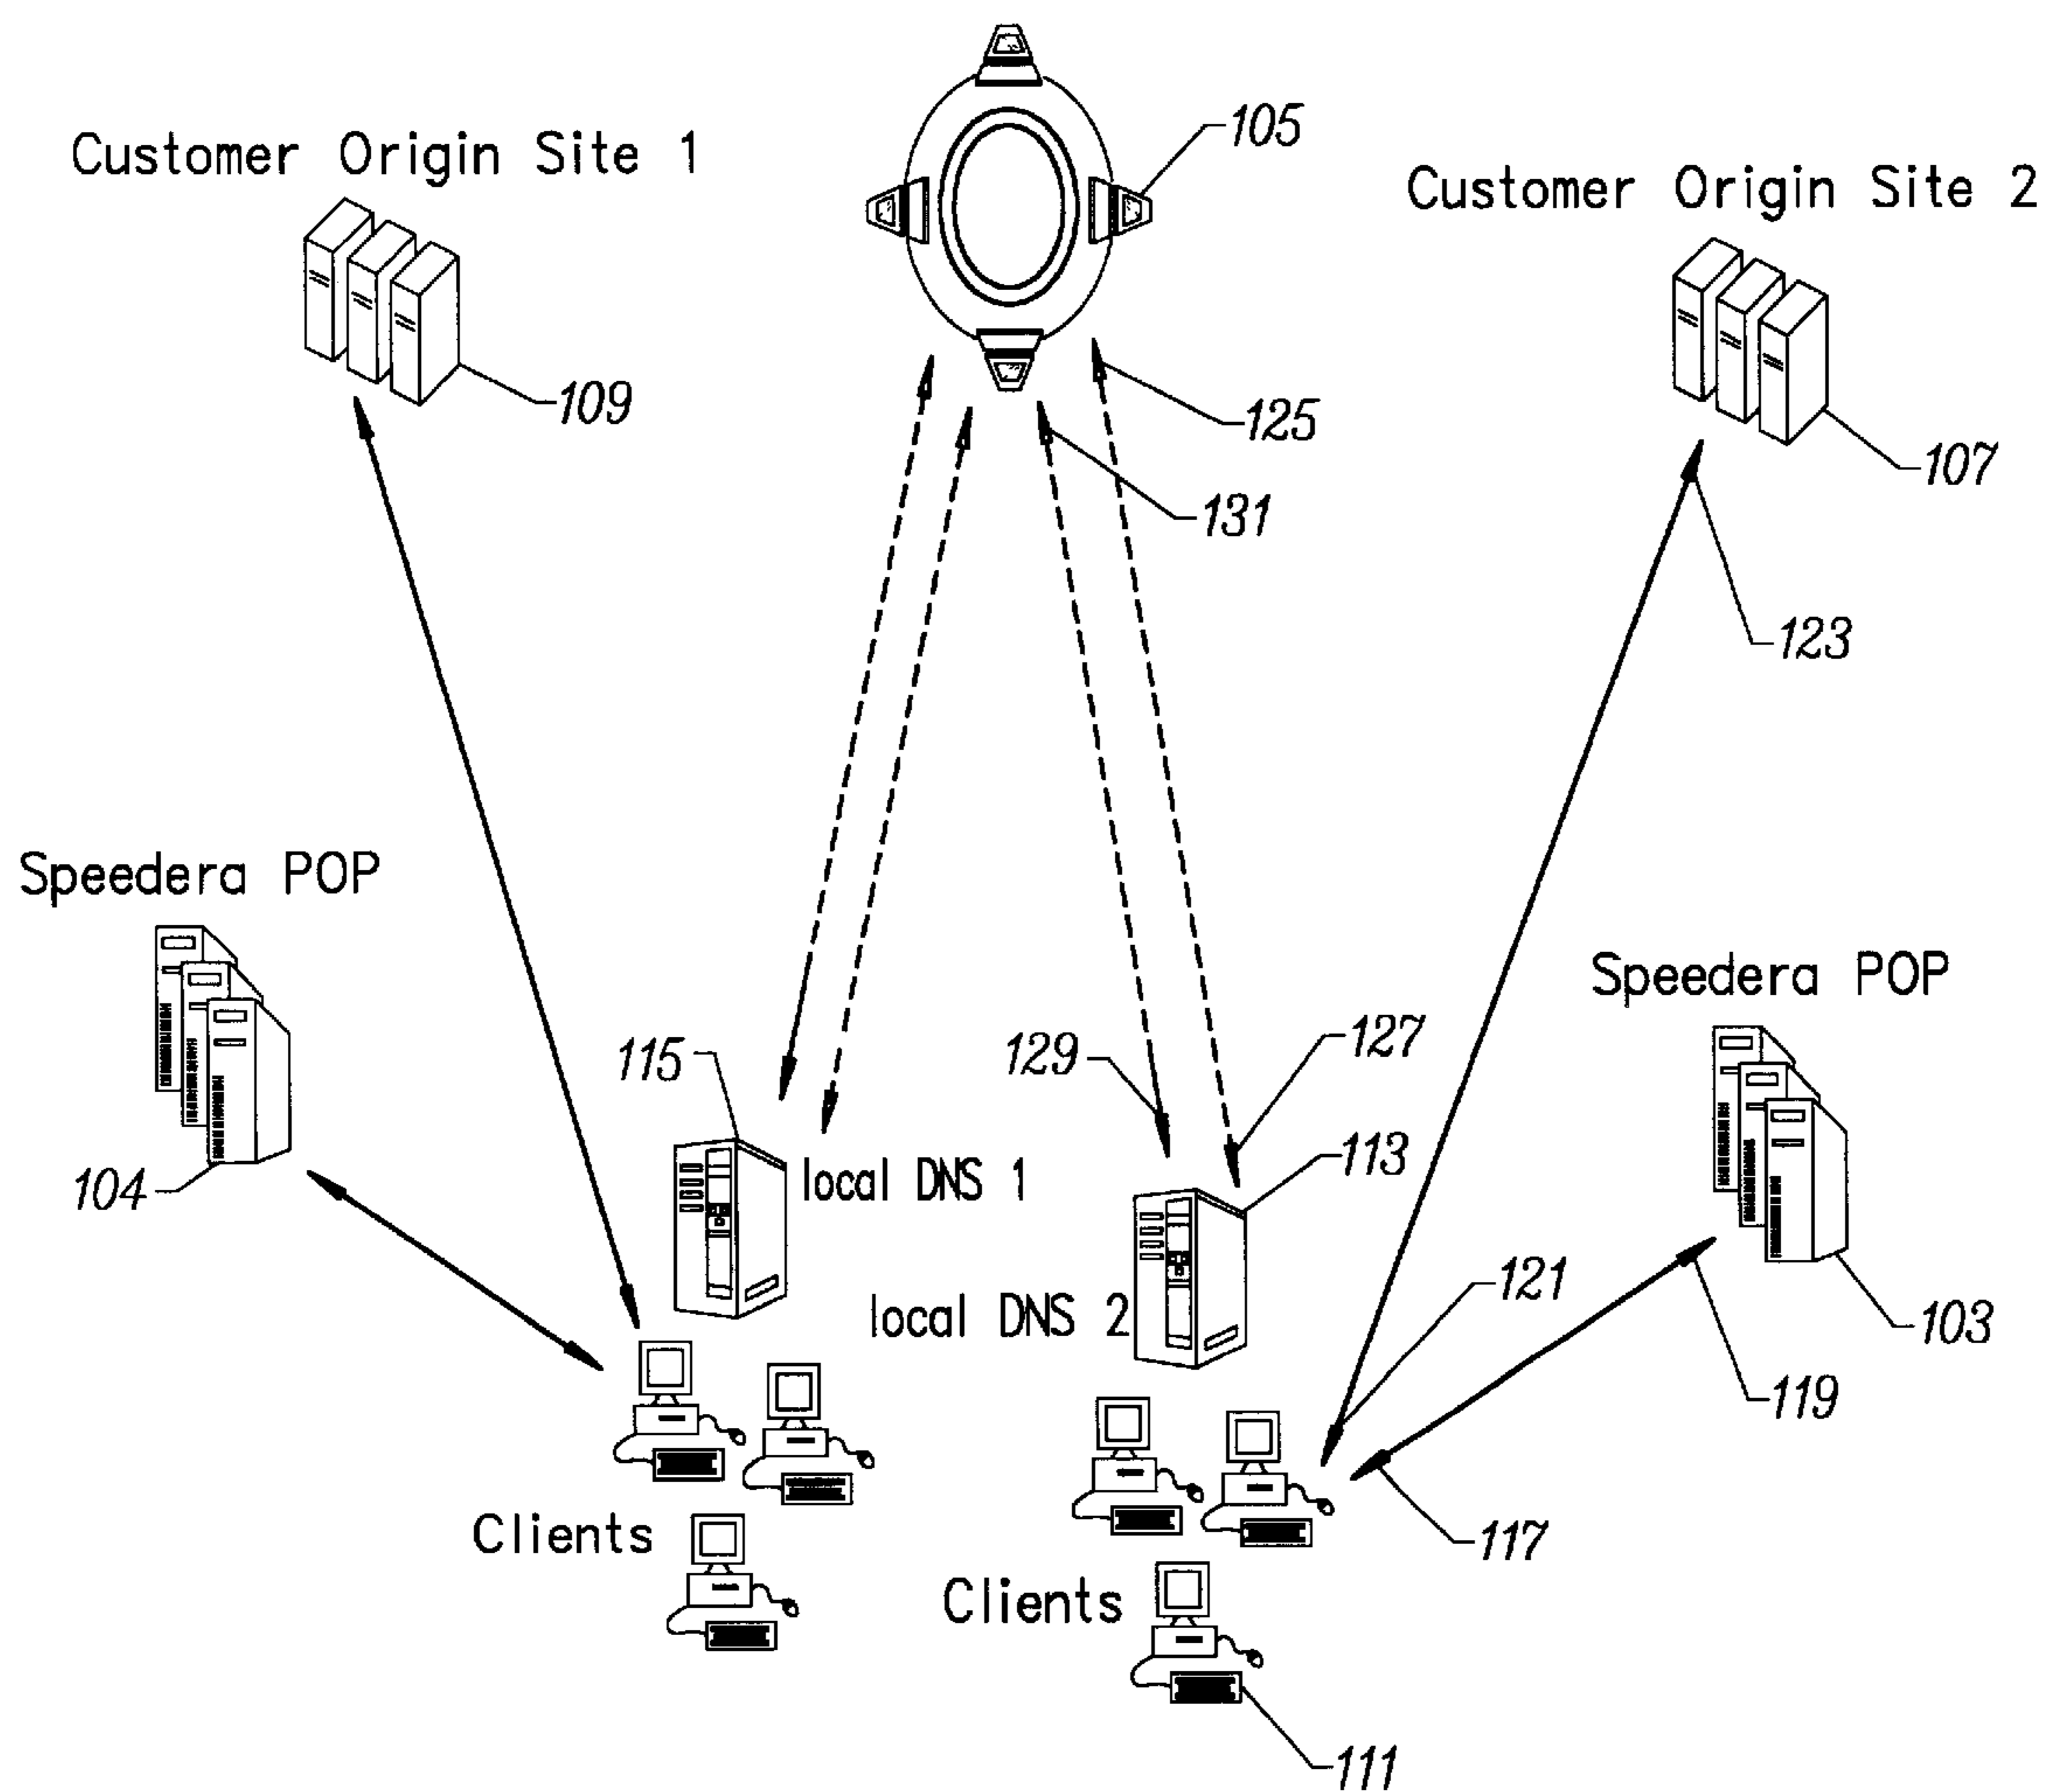 105
Customer Origin Site 1
Customer Origin Site 2
109
125
107
131
123
Speedera POP
Speedera POP
115
129
127
113
104
local DNS 1
local DNS 2
121
103
119
Clients
117
Clients
111